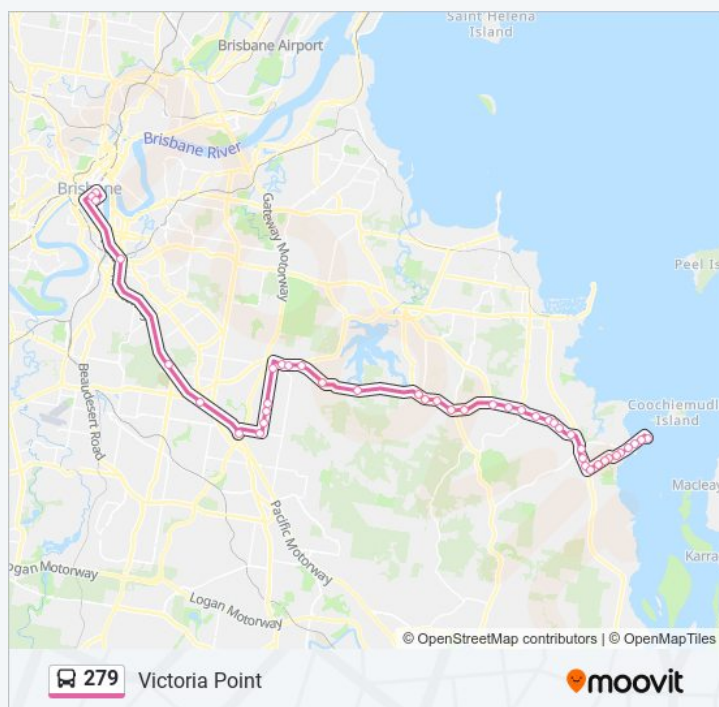 Saint Helena
Island
Brisbane Airport
Brisbane River
Brisbane
Gateway Motorway
Peel Is
Beaudesert Road
Coochiemudl
Island
Macleay
Pacific Motorway
Karra
Logan Motorway
Logan Motorway
© OpenStreetMap contributors | © OpenMapTiles
279 Victoria Point
moovit